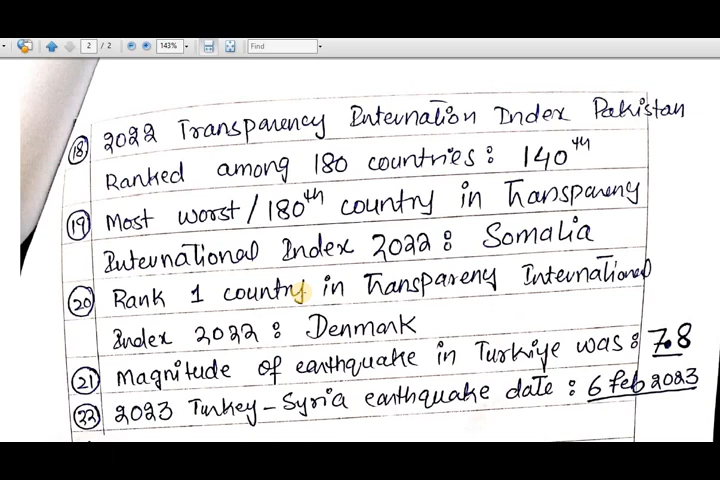 2 / 2 143% Find
(18) 2022 Transparency Internation Index Pakistan
Ranked among 180 countries: 140th
(19) Most worst/180th country in Transpareny
International Index 2022: Somalia
(20) Rank 1 country in Transpareny International
Index 2022: Denmark
(21) Magnitude of earthquake in Turkiye was: 7.8
(22) 2023 Turkey-Syria earthquake date: 6 Feb 2023